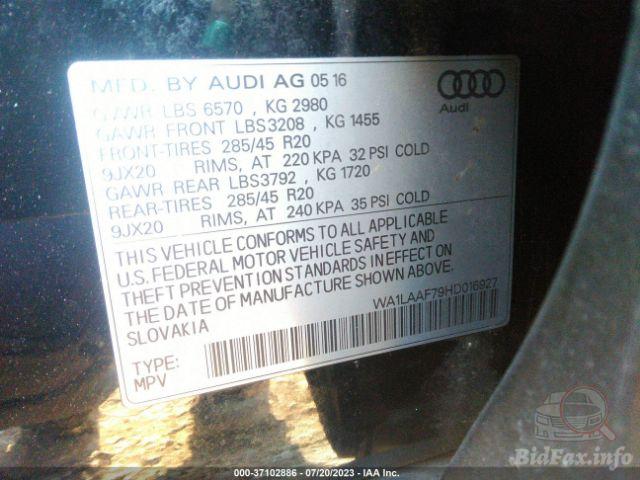 MFD. BY AUDI AG 05 16
GVWR LBS 6570 , KG 2980
GAWR FRONT LBS3208 , KG 1455
FRONT-TIRES 285/45 R20
9JX20 RIMS, AT 220 KPA 32 PSI COLD
GAWR REAR LBS3792 , KG 1720
REAR-TIRES 285/45 R20
9JX20 RIMS, AT 240 KPA 35 PSI COLD
THIS VEHICLE CONFORMS TO ALL APPLICABLE
U.S. FEDERAL MOTOR VEHICLE SAFETY AND
THEFT PREVENTION STANDARDS IN EFFECT ON
THE DATE OF MANUFACTURE SHOWN ABOVE.
SLOVAKIA
WA1LAAF79HD016927
TYPE:
MPV
Audi
BidFax.info
000-37102886 - 07/20/2023 - IAA Inc.